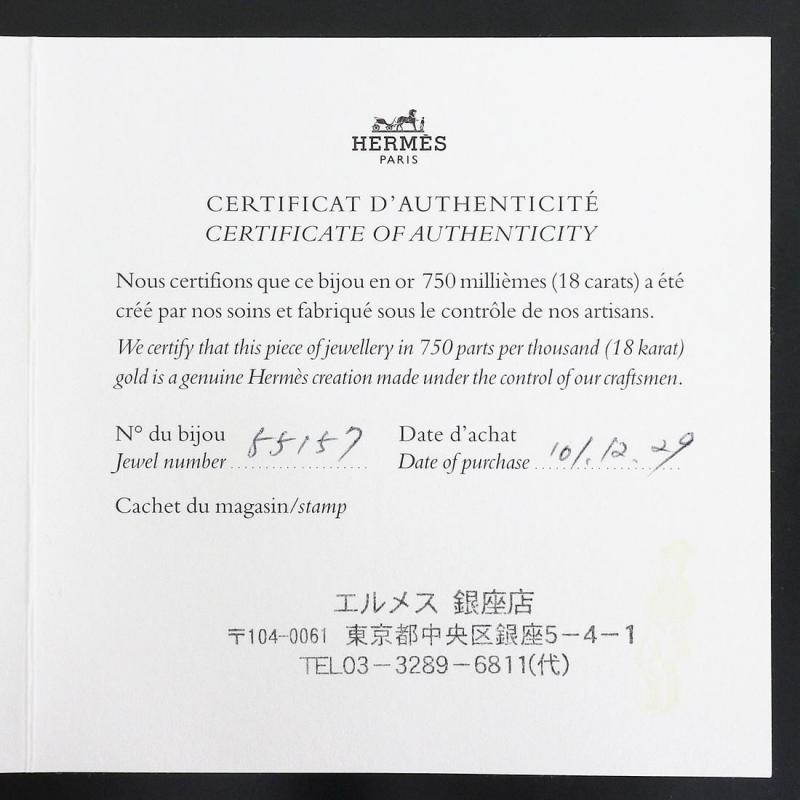 HERMÈS
PARIS
CERTIFICAT D'AUTHENTICITÉ
CERTIFICATE OF AUTHENTICITY
Nous certifions que ce bijou en or 750 millièmes (18 carats) a été
créé par nos soins et fabriqué sous le contrôle de nos artisans.
We certify that this piece of jewellery in 750 parts per thousand (18 karat)
gold is a genuine Hermès creation made under the control of our craftsmen.
N° du bijou 55157 Date d'achat
Jewel number Date of purchase 101.12.29
Cachet du magasin/stamp
エルメス 銀座店
〒104-0061 東京都中央区銀座5-4-1
TEL03-3289-6811(代)